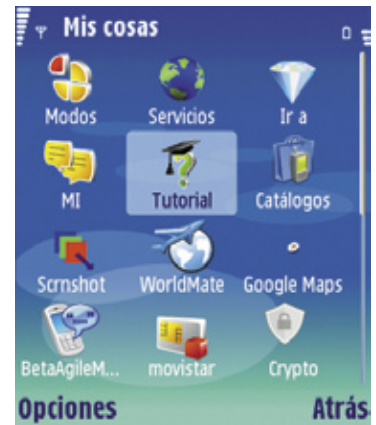 Mis cosas
Modos Servicios Ir a
MI Tutorial Catálogos
Scrnshot WorldMate Google Maps
BetaAgileM... movistar Crypto
Opciones Atrás